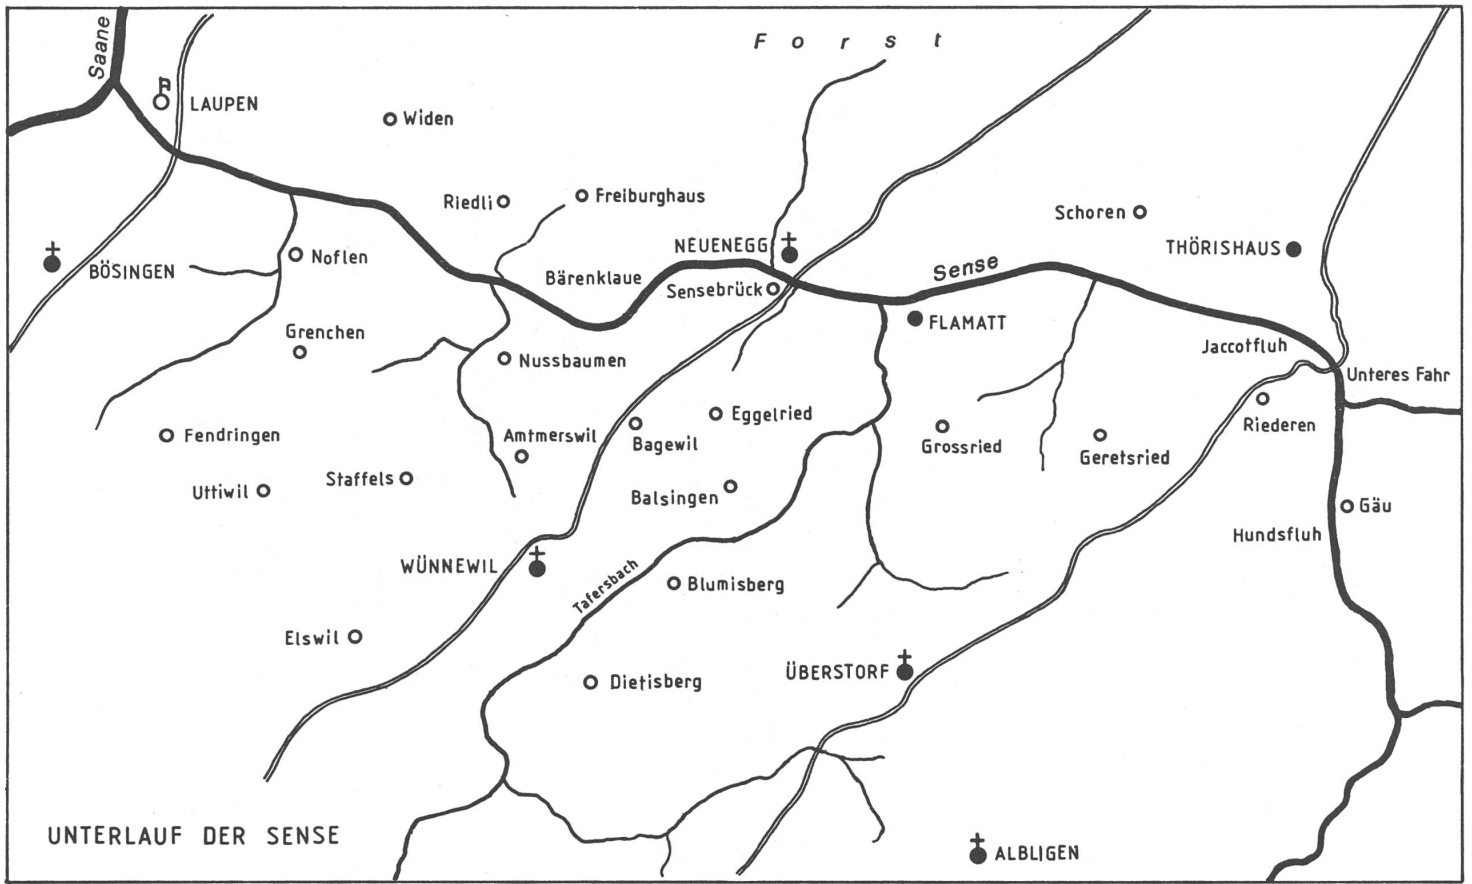 Forst
Saane
LAUPEN
Widen
Riedli
Freiburghaus
Schoren
NEUENEGG
THÖRISHAUS
BÖSINGEN
Noflen
Bärenklaue
Sense
Sensebrück
FLAMATT
Grenchen
Jaccotfluh
Nussbaumen
Unteres Fahr
Eggelried
Riederen
Fendringen
Amtmerswil
Bagewil
Grossried
Geretsried
Staffels
Uttiwil
Balsingen
Gäu
Hundsfluh
WÜNNEWIL
Tafersbach
Blumisberg
Elswil
ÜBERSTORF
Dietisberg
UNTERLAUF DER SENSE
ALBLIGEN